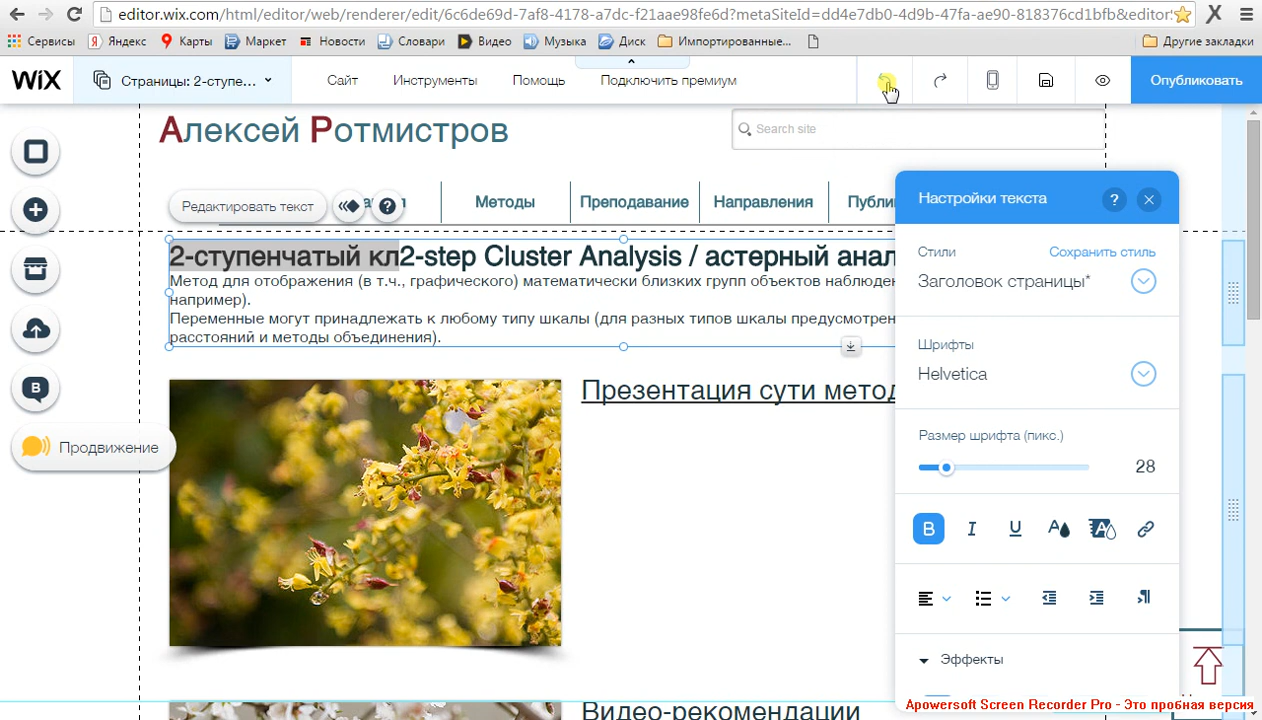 editor.wix.com/html/editor/web/renderer/edit/6c6de69d-7af8-4178-a7dc-f21aae98fe6d?metaSiteId=dd4e7db0-4d9b-47fa-ae90-818376cd1bfb&editor
Сервисы Яндекс Карты Маркет Новости Словари Видео Музыка Диск Импортированные... Другие закладки
WiX Страницы: 2-ступе... Сайт Инструменты Помощь Подключить премиум Опубликовать
Алексей Ротмистров
Search site
Методы Преподавание Направления
Редактировать текст
Настройки текста
2-ступенчатый кл2-step Cluster Analysis / астерный анал
Метод для отображения (в т.ч., графического) математически близких групп объектов наблюде
например).
Переменные могут принадлежать к любому типу шкалы (для разных типов шкалы предусмотрен
расстояний и методы объединения).
Презентация сути мето
Продвижение
Видео-рекомендации
Стили Сохранить стиль
Заголовок страницы*
Шрифты
Helvetica
Размер шрифта (пикс.)
28
B I U
Эффекты
Apowersoft Screen Recorder Pro - Это пробная версия